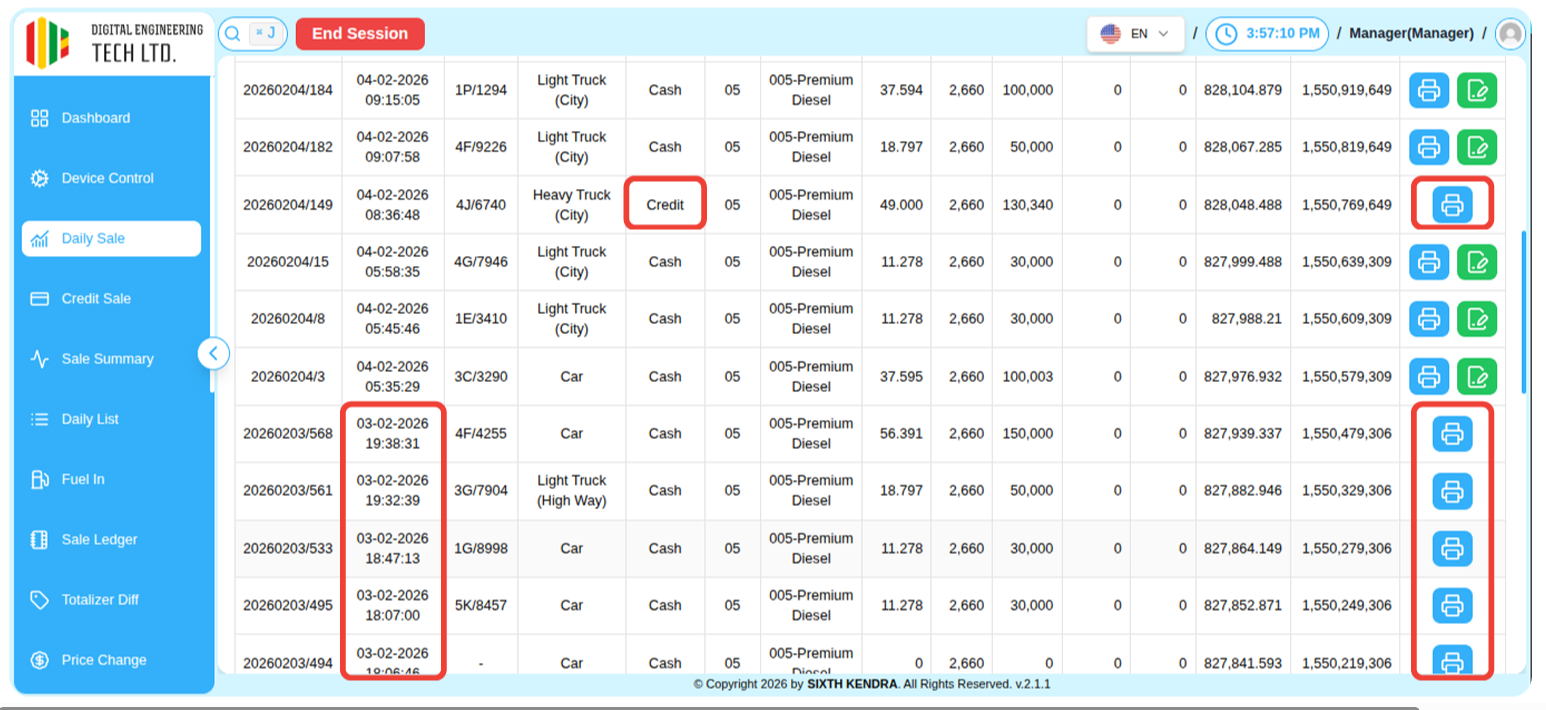 DIGITAL ENGINEERING
TECH LTD.
⌘ J
End Session
EN
/
3:57:10 PM
/ Manager(Manager) /
Dashboard
Device Control
Daily Sale
Credit Sale
Sale Summary
Daily List
Fuel In
Sale Ledger
Totalizer Diff
Price Change
20260204/184 04-02-2026 09:15:05 1P/1294 Light Truck (City) Cash 05 005-Premium Diesel 37.594 2,660 100,000 0 0 828,104.879 1,550,919,649
20260204/182 04-02-2026 09:07:58 4F/9226 Light Truck (City) Cash 05 005-Premium Diesel 18.797 2,660 50,000 0 0 828,067.285 1,550,819,649
20260204/149 04-02-2026 08:36:48 4J/6740 Heavy Truck (City) Credit 05 005-Premium Diesel 49.000 2,660 130,340 0 0 828,048.488 1,550,769,649
20260204/15 04-02-2026 05:58:35 4G/7946 Light Truck (City) Cash 05 005-Premium Diesel 11.278 2,660 30,000 0 0 827,999.488 1,550,639,309
20260204/8 04-02-2026 05:45:46 1E/3410 Light Truck (City) Cash 05 005-Premium Diesel 11.278 2,660 30,000 0 0 827,988.21 1,550,609,309
20260204/3 04-02-2026 05:35:29 3C/3290 Car Cash 05 005-Premium Diesel 37.595 2,660 100,003 0 0 827,976.932 1,550,579,309
20260203/568 03-02-2026 19:38:31 4F/4255 Car Cash 05 005-Premium Diesel 56.391 2,660 150,000 0 0 827,939.337 1,550,479,306
20260203/561 03-02-2026 19:32:39 3G/7904 Light Truck (High Way) Cash 05 005-Premium Diesel 18.797 2,660 50,000 0 0 827,882.946 1,550,329,306
20260203/533 03-02-2026 18:47:13 1G/8998 Car Cash 05 005-Premium Diesel 11.278 2,660 30,000 0 0 827,864.149 1,550,279,306
20260203/495 03-02-2026 18:07:00 5K/8457 Car Cash 05 005-Premium Diesel 11.278 2,660 30,000 0 0 827,852.871 1,550,249,306
20260203/494 03-02-2026 18:06:46 - Car Cash 05 005-Premium Diesel 0 2,660 0 0 0 827,841.593 1,550,219,306
© Copyright 2026 by SIXTH KENDRA. All Rights Reserved. v.2.1.1